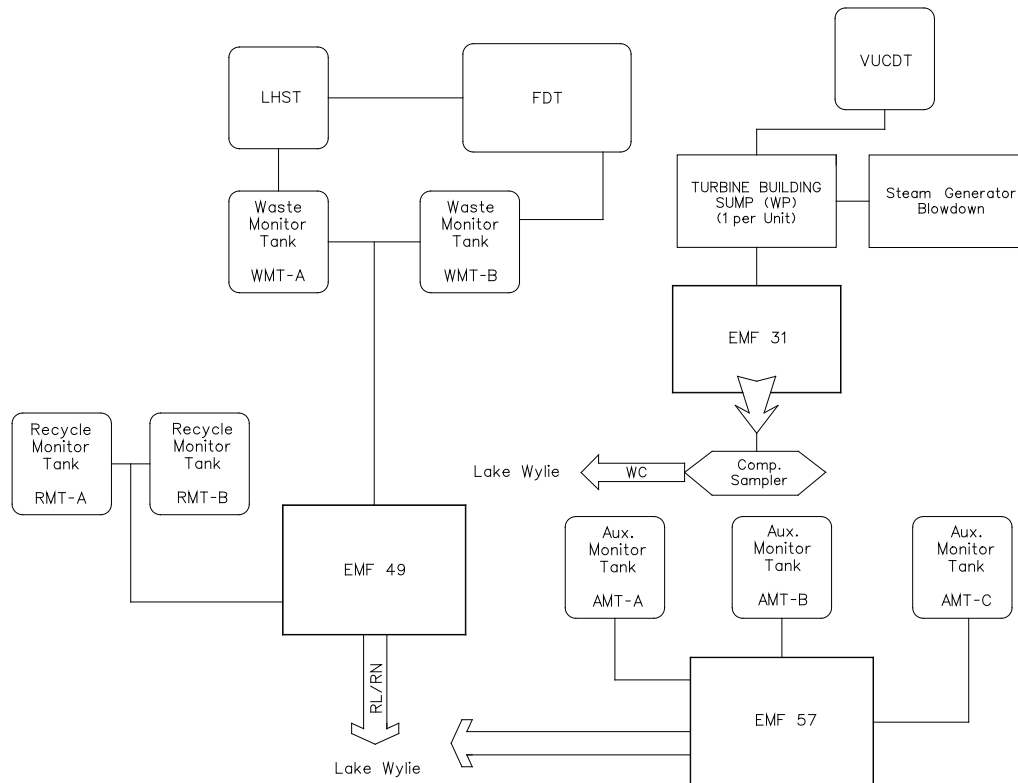 VUCDT
LHST
FDT
TURBINE BUILDING
SUMP (WP)
(1 per Unit)
Steam Generator
Blowdown
Waste
Monitor
Tank
WMT-A
Waste
Monitor
Tank
WMT-B
EMF 31
Recycle
Monitor
Tank
RMT-A
Recycle
Monitor
Tank
RMT-B
Lake Wylie
WC
Comp.
Sampler
EMF 49
Aux.
Monitor
Tank
AMT-A
Aux.
Monitor
Tank
AMT-B
Aux.
Monitor
Tank
AMT-C
RL/RN
EMF 57
Lake Wylie